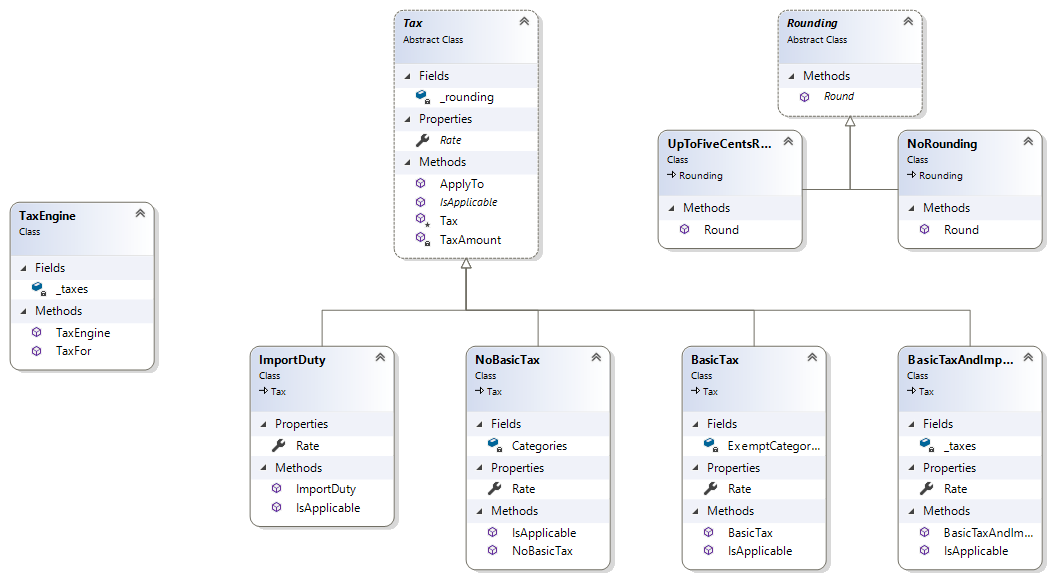 Tax
Abstract Class
Fields
_rounding
Properties
Rate
Methods
ApplyTo
IsApplicable
Tax
TaxAmount
Rounding
Abstract Class
Methods
Round
UpToFiveCentsR...
Class
Rounding
Methods
Round
NoRounding
Class
Rounding
Methods
Round
TaxEngine
Class
Fields
_taxes
Methods
TaxEngine
TaxFor
ImportDuty
Class
Tax
Properties
Rate
Methods
ImportDuty
IsApplicable
NoBasicTax
Class
Tax
Fields
Categories
Properties
Rate
Methods
IsApplicable
NoBasicTax
BasicTax
Class
Tax
Fields
ExemptCategor...
Properties
Rate
Methods
BasicTax
IsApplicable
BasicTaxAndImp...
Class
Tax
Fields
_taxes
Properties
Rate
Methods
BasicTaxAndIm...
IsApplicable